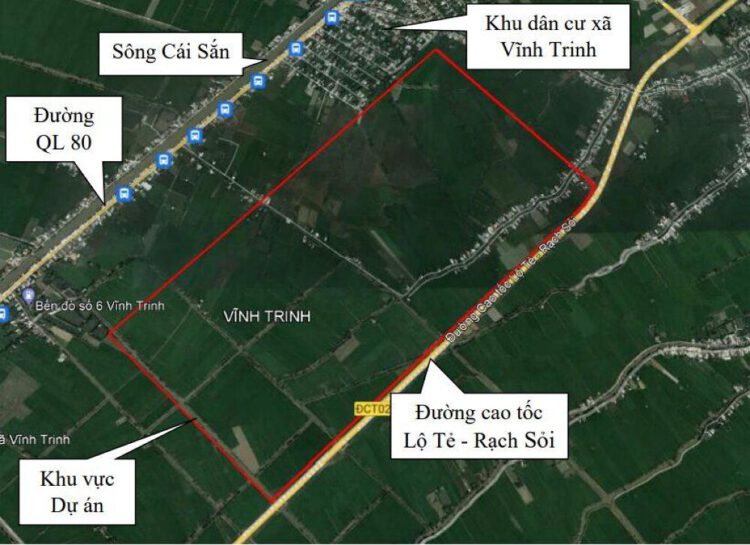 Khu dân cư xã
Vĩnh Trinh
Sông Cái Sắn
Đường
QL 80
Bến đò số 6 Vĩnh Trinh
VĨNH TRINH
Đường Cao tốc Lộ Tẻ - Rạch Sỏi
ĐCT02
Đường cao tốc
Lộ Tẻ - Rạch Sỏi
ã Vĩnh Trinh
Khu vực
Dự án